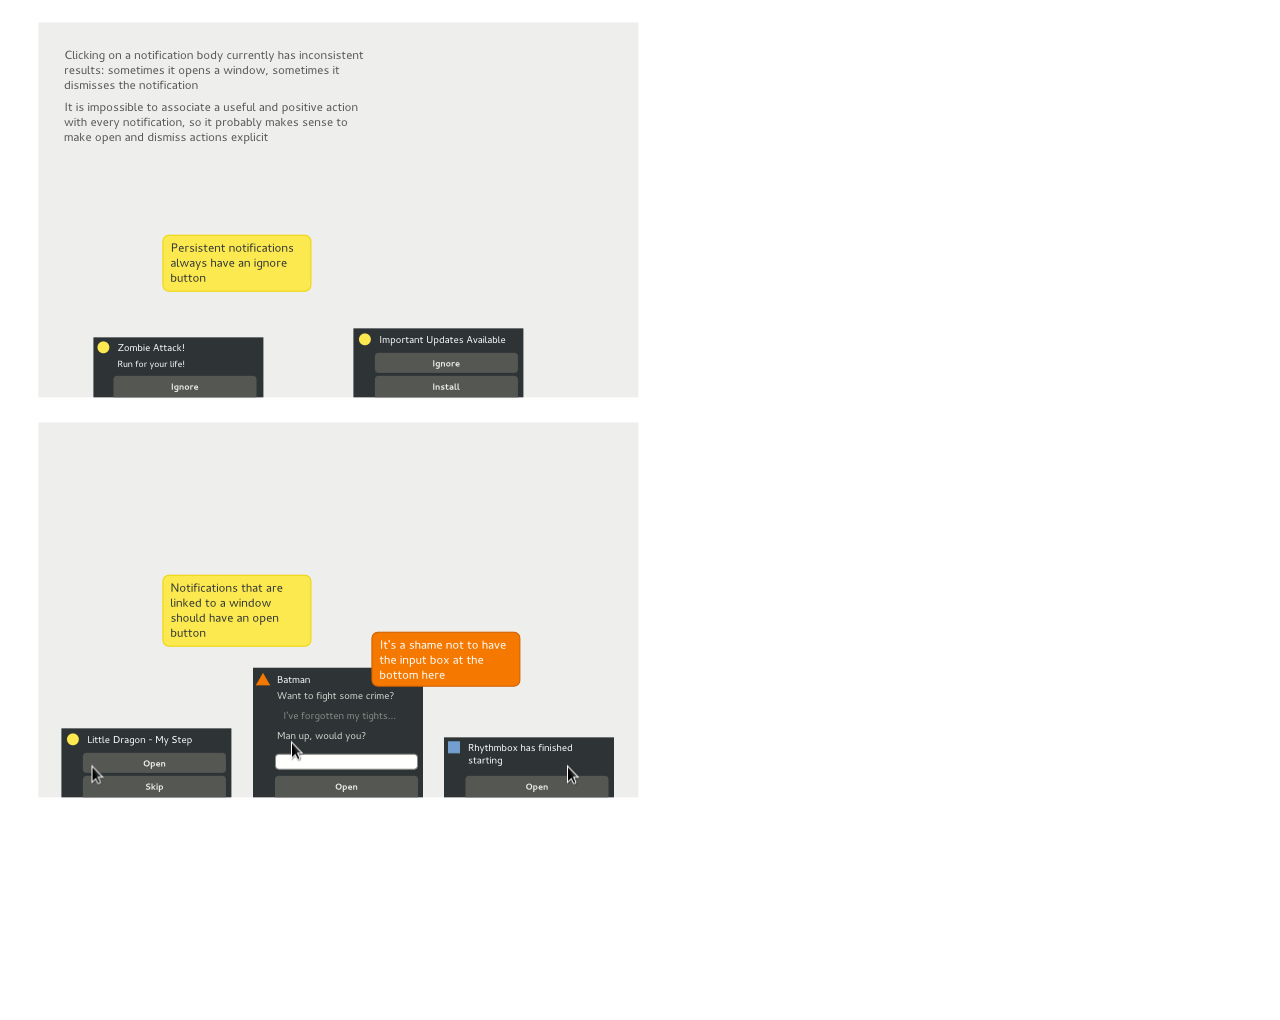 Clicking on a notification body currently has inconsistent
results: sometimes it opens a window, sometimes it
dismisses the notification
It is impossible to associate a useful and positive action
with every notification, so it probably makes sense to
make open and dismiss actions explicit
Persistent notifications
always have an ignore
button
Zombie Attack!
Run for your life!
Ignore
Important Updates Available
Ignore
Install
Notifications that are
linked to a window
should have an open
button
It's a shame not to have
the input box at the
bottom here
Little Dragon - My Step
Open
Skip
Batman
Want to fight some crime?
I've forgotten my tights...
Man up, would you?
Open
Rhythmbox has finished
starting
Open